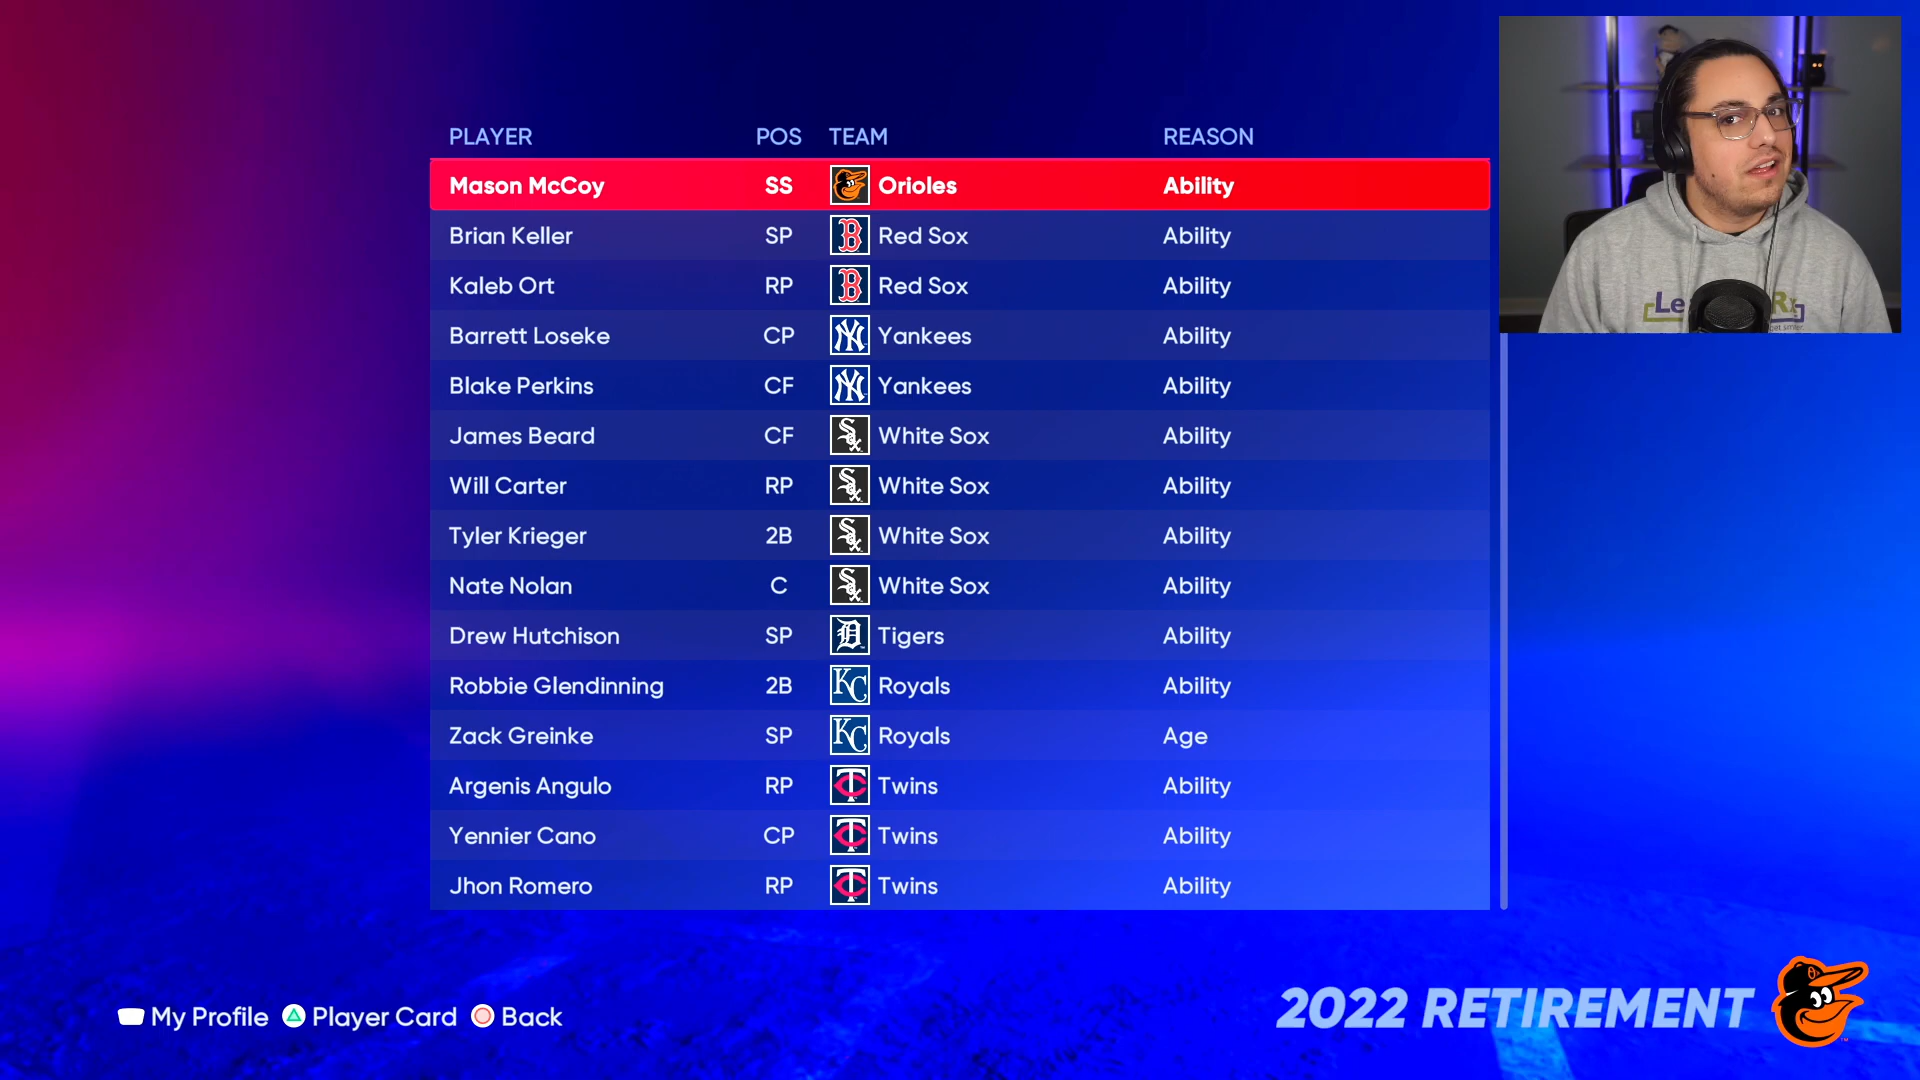 PLAYER POS TEAM REASON
Mason McCoy SS Orioles Ability
Brian Keller SP Red Sox Ability
Kaleb Ort RP Red Sox Ability
Barrett Loseke CP Yankees Ability
Blake Perkins CF Yankees Ability
James Beard CF White Sox Ability
Will Carter RP White Sox Ability
Tyler Krieger 2B White Sox Ability
Nate Nolan C White Sox Ability
Drew Hutchison SP Tigers Ability
Robbie Glendinning 2B Royals Ability
Zack Greinke SP Royals Age
Argenis Angulo RP Twins Ability
Yennier Cano CP Twins Ability
Jhon Romero RP Twins Ability
My Profile Player Card Back
2022 RETIREMENT